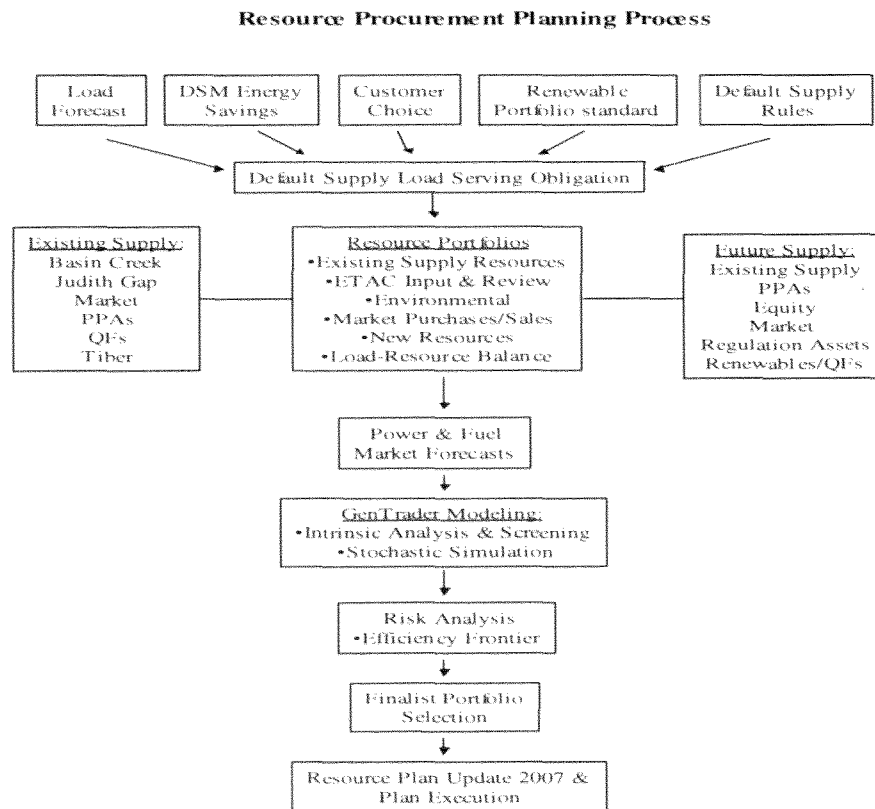 Resource Procurement Planning Process
Load
Forecast
DSM Energy
Savings
Customer
Choice
Renewable
Portfolio standard
Default Supply
Rules
Default Supply Load Serving Obligation
Existing Supply:
Basin Creek
Judith Gap
Market
PPAs
QFs
Tiber
Resource Portfolios
•Existing Supply Resources
•ETAC Input & Review
•Environmental
•Market Purchases/Sales
•New Resources
•Load-Resource Balance
Future Supply:
Existing Supply
PPAs
Equity
Market
Regulation Assets
Renewables/QFs
Power & Fuel
Market Forecasts
GenTrader Modeling:
•Intrinsic Analysis & Screening
•Stochastic Simulation
Risk Analysis
•Efficiency Frontier
Finalist Portfolio
Selection
Resource Plan Update 2007 &
Plan Execution